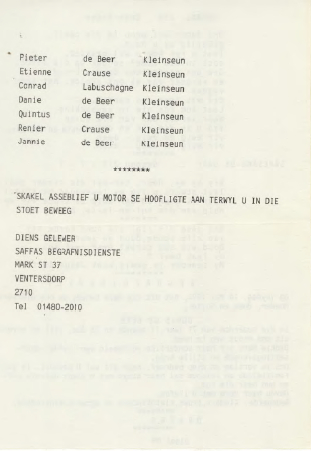 Pieter de Beer Kleinseun
Etienne Crause Kleinseun
Conrad Labuschagne Kleinseun
Danie de Beer Kleinseun
Quintus de Beer Kleinseun
Renier Crause Kleinseun
Jannie de Beer Kleinseun
********
SKAKEL ASSEBLIEF U MOTOR SE HOOFLIGTE AAN TERWYL U IN DIE
STOET BEWEEG
DIENS GELEWER
SAFFAS BEGRAFNISDIENSTE
MARK ST 37
VENTERSDORP
2710
Tel 01480-2010